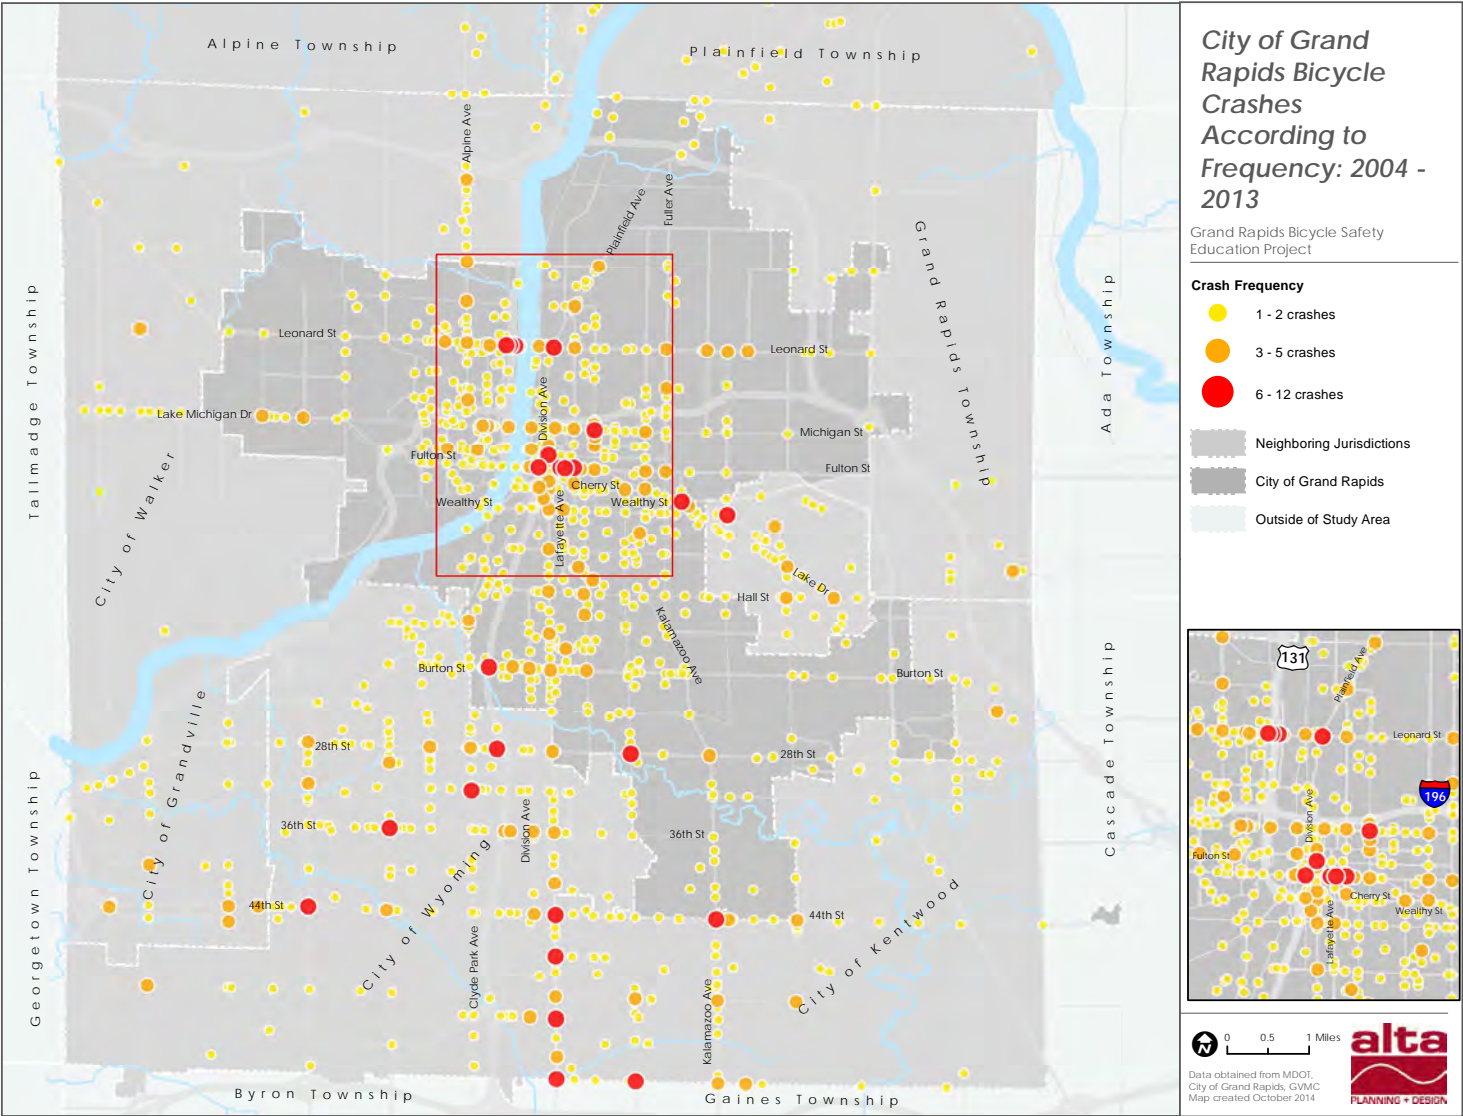 City of Grand
Rapids Bicycle
Crashes
According to
Frequency: 2004 -
2013
Grand Rapids Bicycle Safety
Education Project
Crash Frequency
1 - 2 crashes
3 - 5 crashes
6 - 12 crashes
Neighboring Jurisdictions
City of Grand Rapids
Outside of Study Area
Alpine Township
Plainfield Township
Alpine Ave
Plainfield Ave
Fuller Ave
Grand Rapids Township
Ada Township
Tallmadge Township
Leonard St
Leonard St
Lake Michigan Dr
Division Ave
Michigan St
Fulton St
Fulton St
Cherry St
Wealthy St
Wealthy St
Lafayette Ave
City of Walker
Lake Dr
Hall St
Kalamazoo Ave
Burton St
Burton St
City of Grandville
Cascade Township
28th St
28th St
Georgetown Township
36th St
Division Ave
36th St
City of Wyoming
44th St
44th St
City of Kentwood
Clyde Park Ave
Kalamazoo Ave
Byron Township
Gaines Township
131
Plainfield Ave
Leonard St
196
Division Ave
Fulton St
Cherry St
Wealthy St
Lafayette Ave
N
0 0.5 1 Miles
Data obtained from MDOT,
City of Grand Rapids, GVMC
Map created October 2014
alta
PLANNING + DESIGN